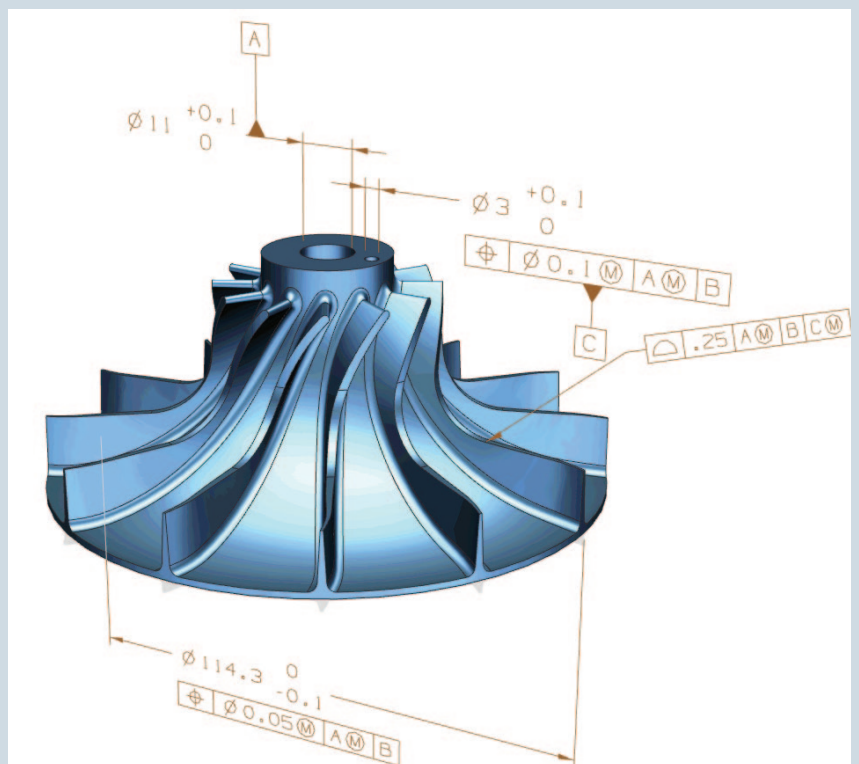 A
Ø11 +0.1
0
Ø3 +0.1
0
⌖ Ø0.1Ⓜ AⓂ B
C
⌓ .25 AⓂ B CⓂ
Ø114.3 0
-0.1
⌖ Ø0.05Ⓜ AⓂ B